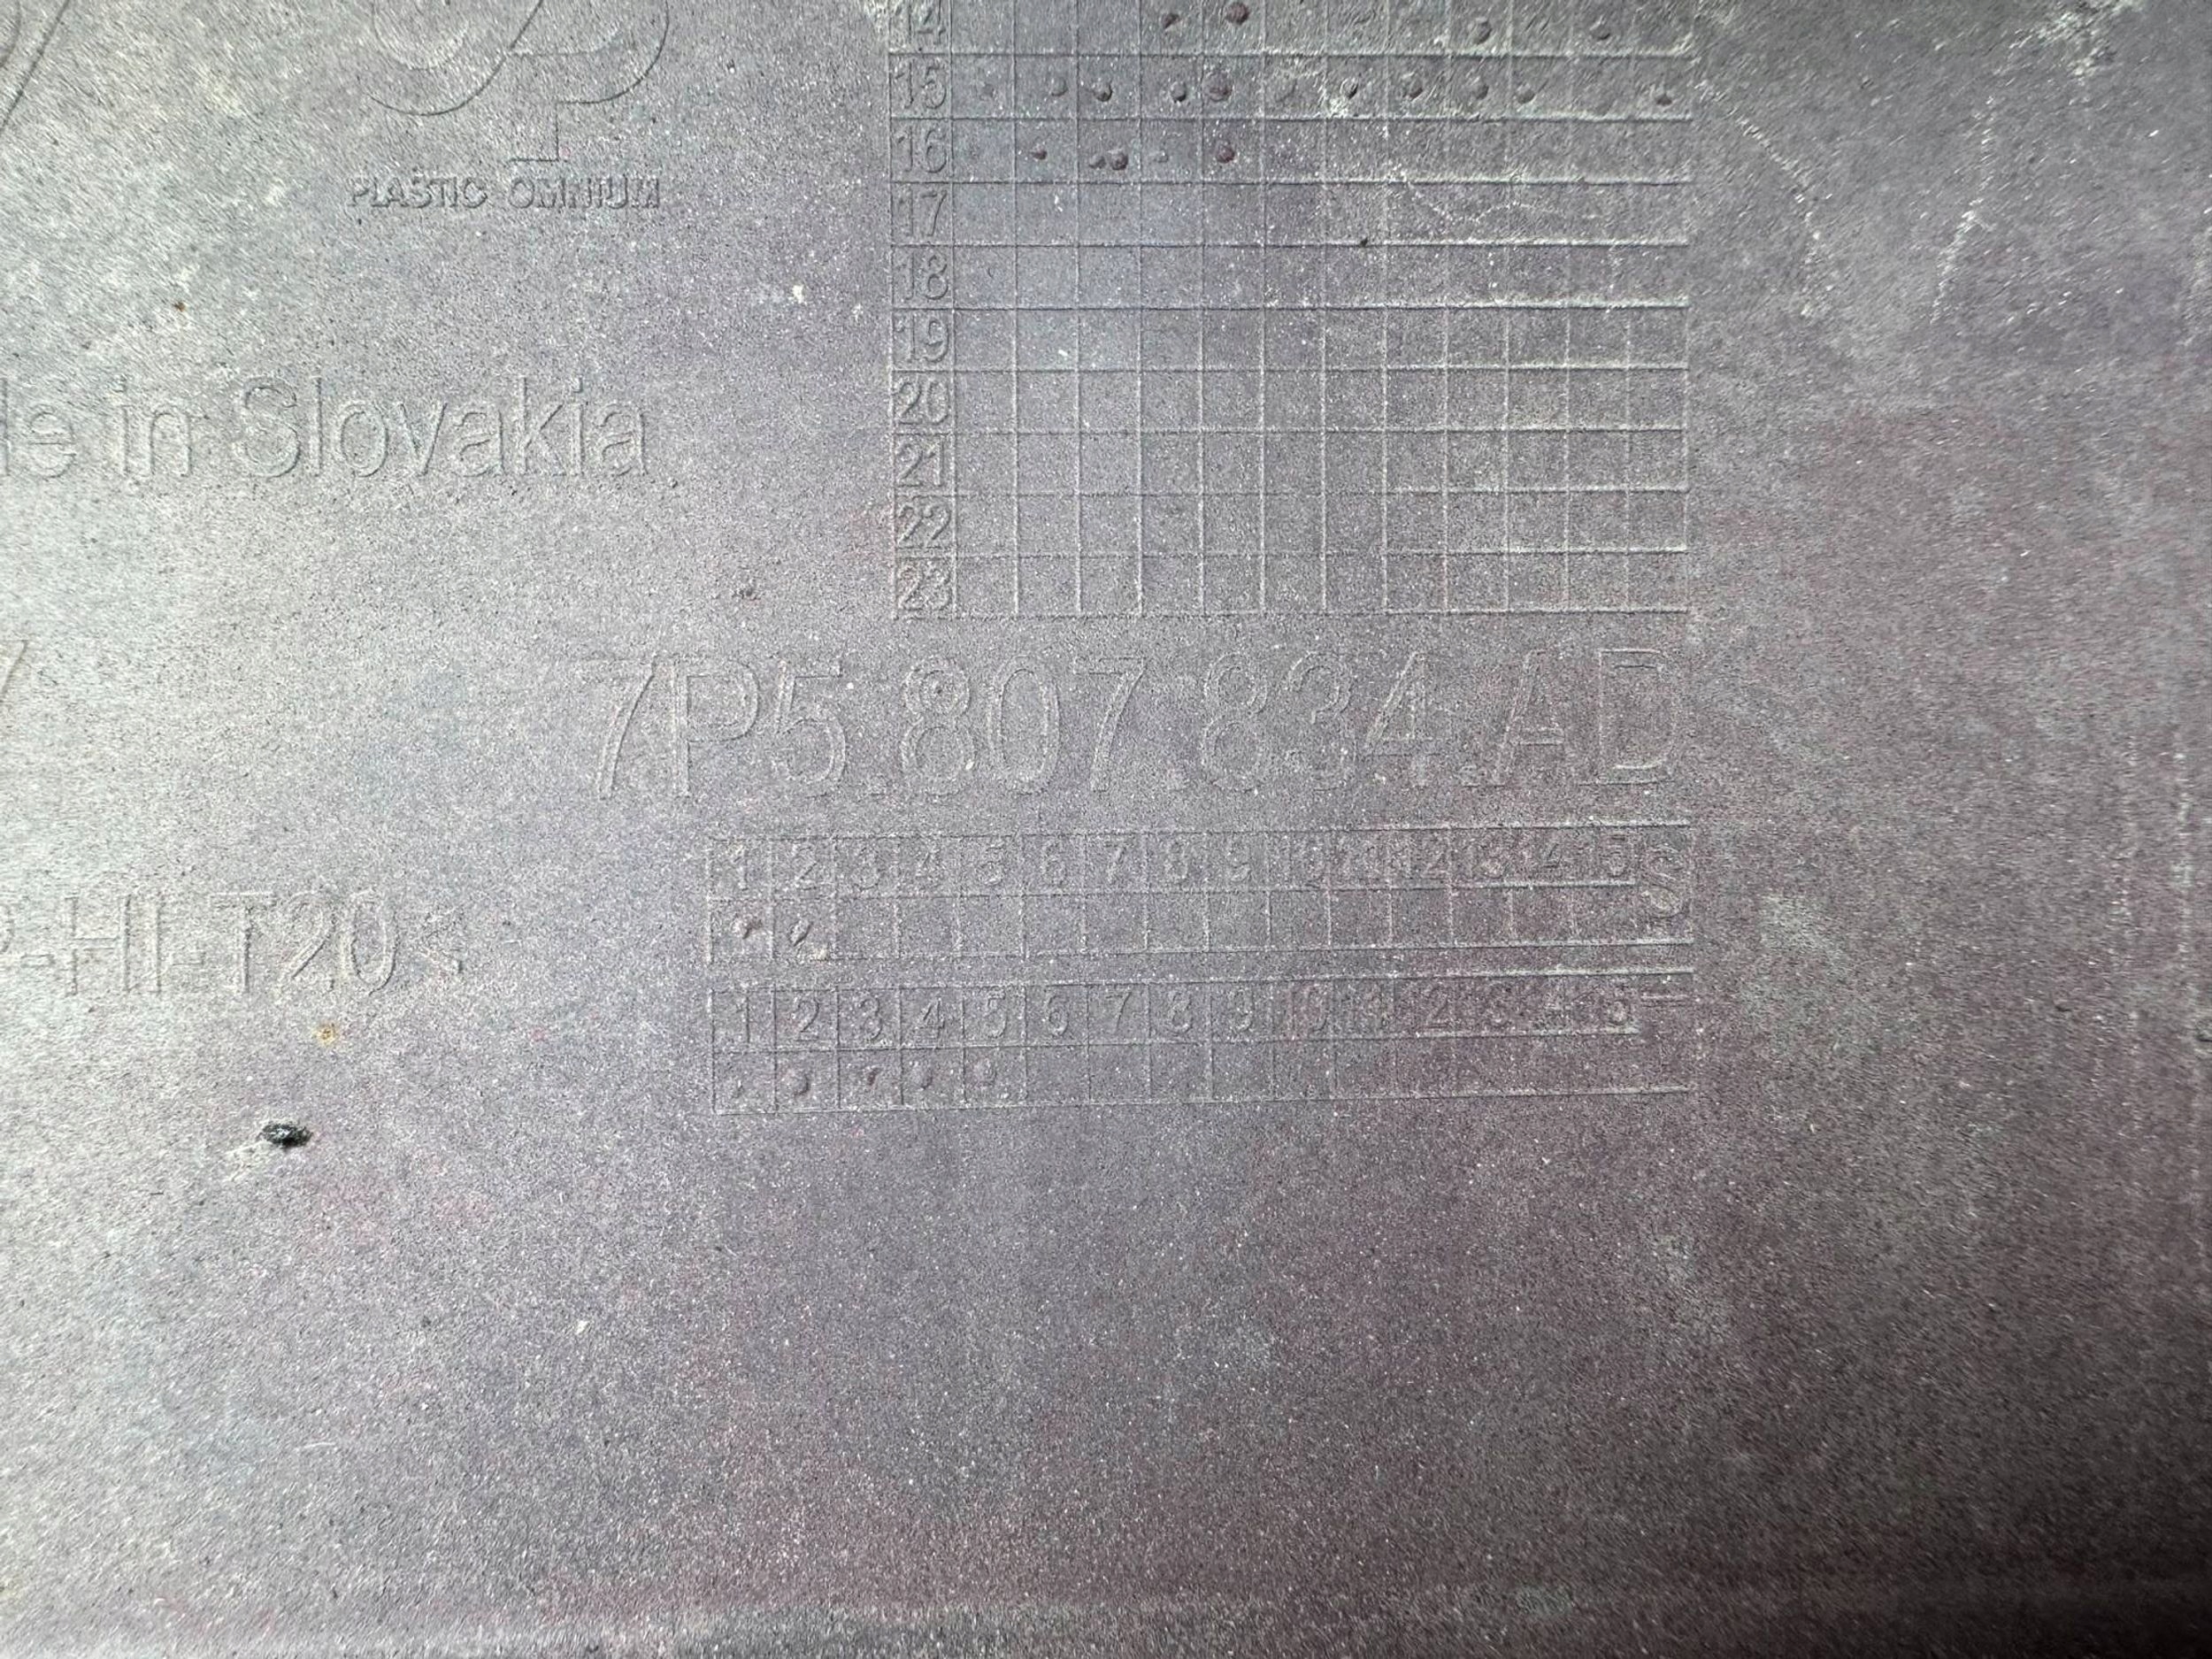 14
15
16
PLASTIC OMNIUM
17
18
19
20
in Slovakia
21
22
23
7P5.807.834.AD
1 2 3 4 5 6 7 8 9 10 11 12 13 14 15 S
-HI-T20<
1 2 3 4 5 6 7 8 9 10 11 12 13 14 15